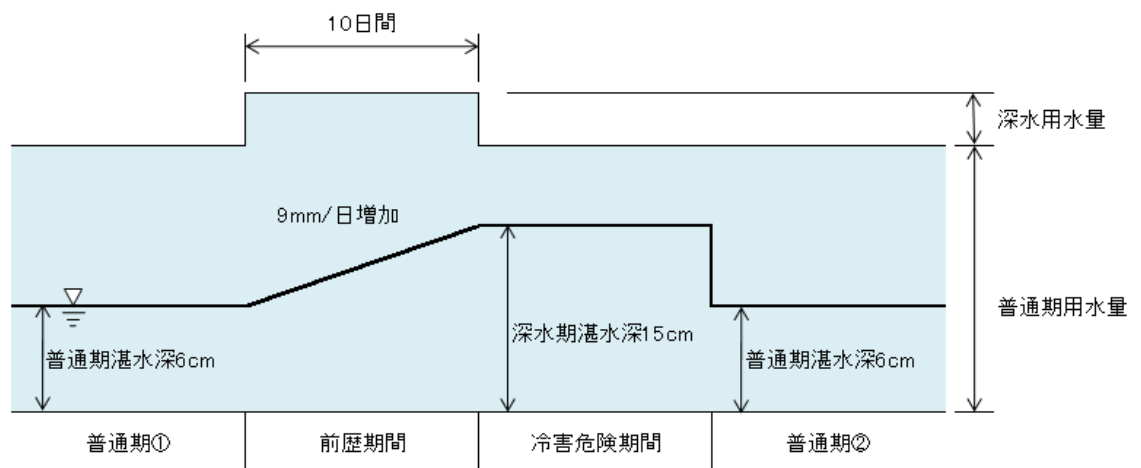 10日間
深水用水量
9mm/日増加
普通期用水量
深水期湛水深15cm
普通期湛水深6cm
普通期湛水深6cm
普通期①
前歴期間
冷害危険期間
普通期②